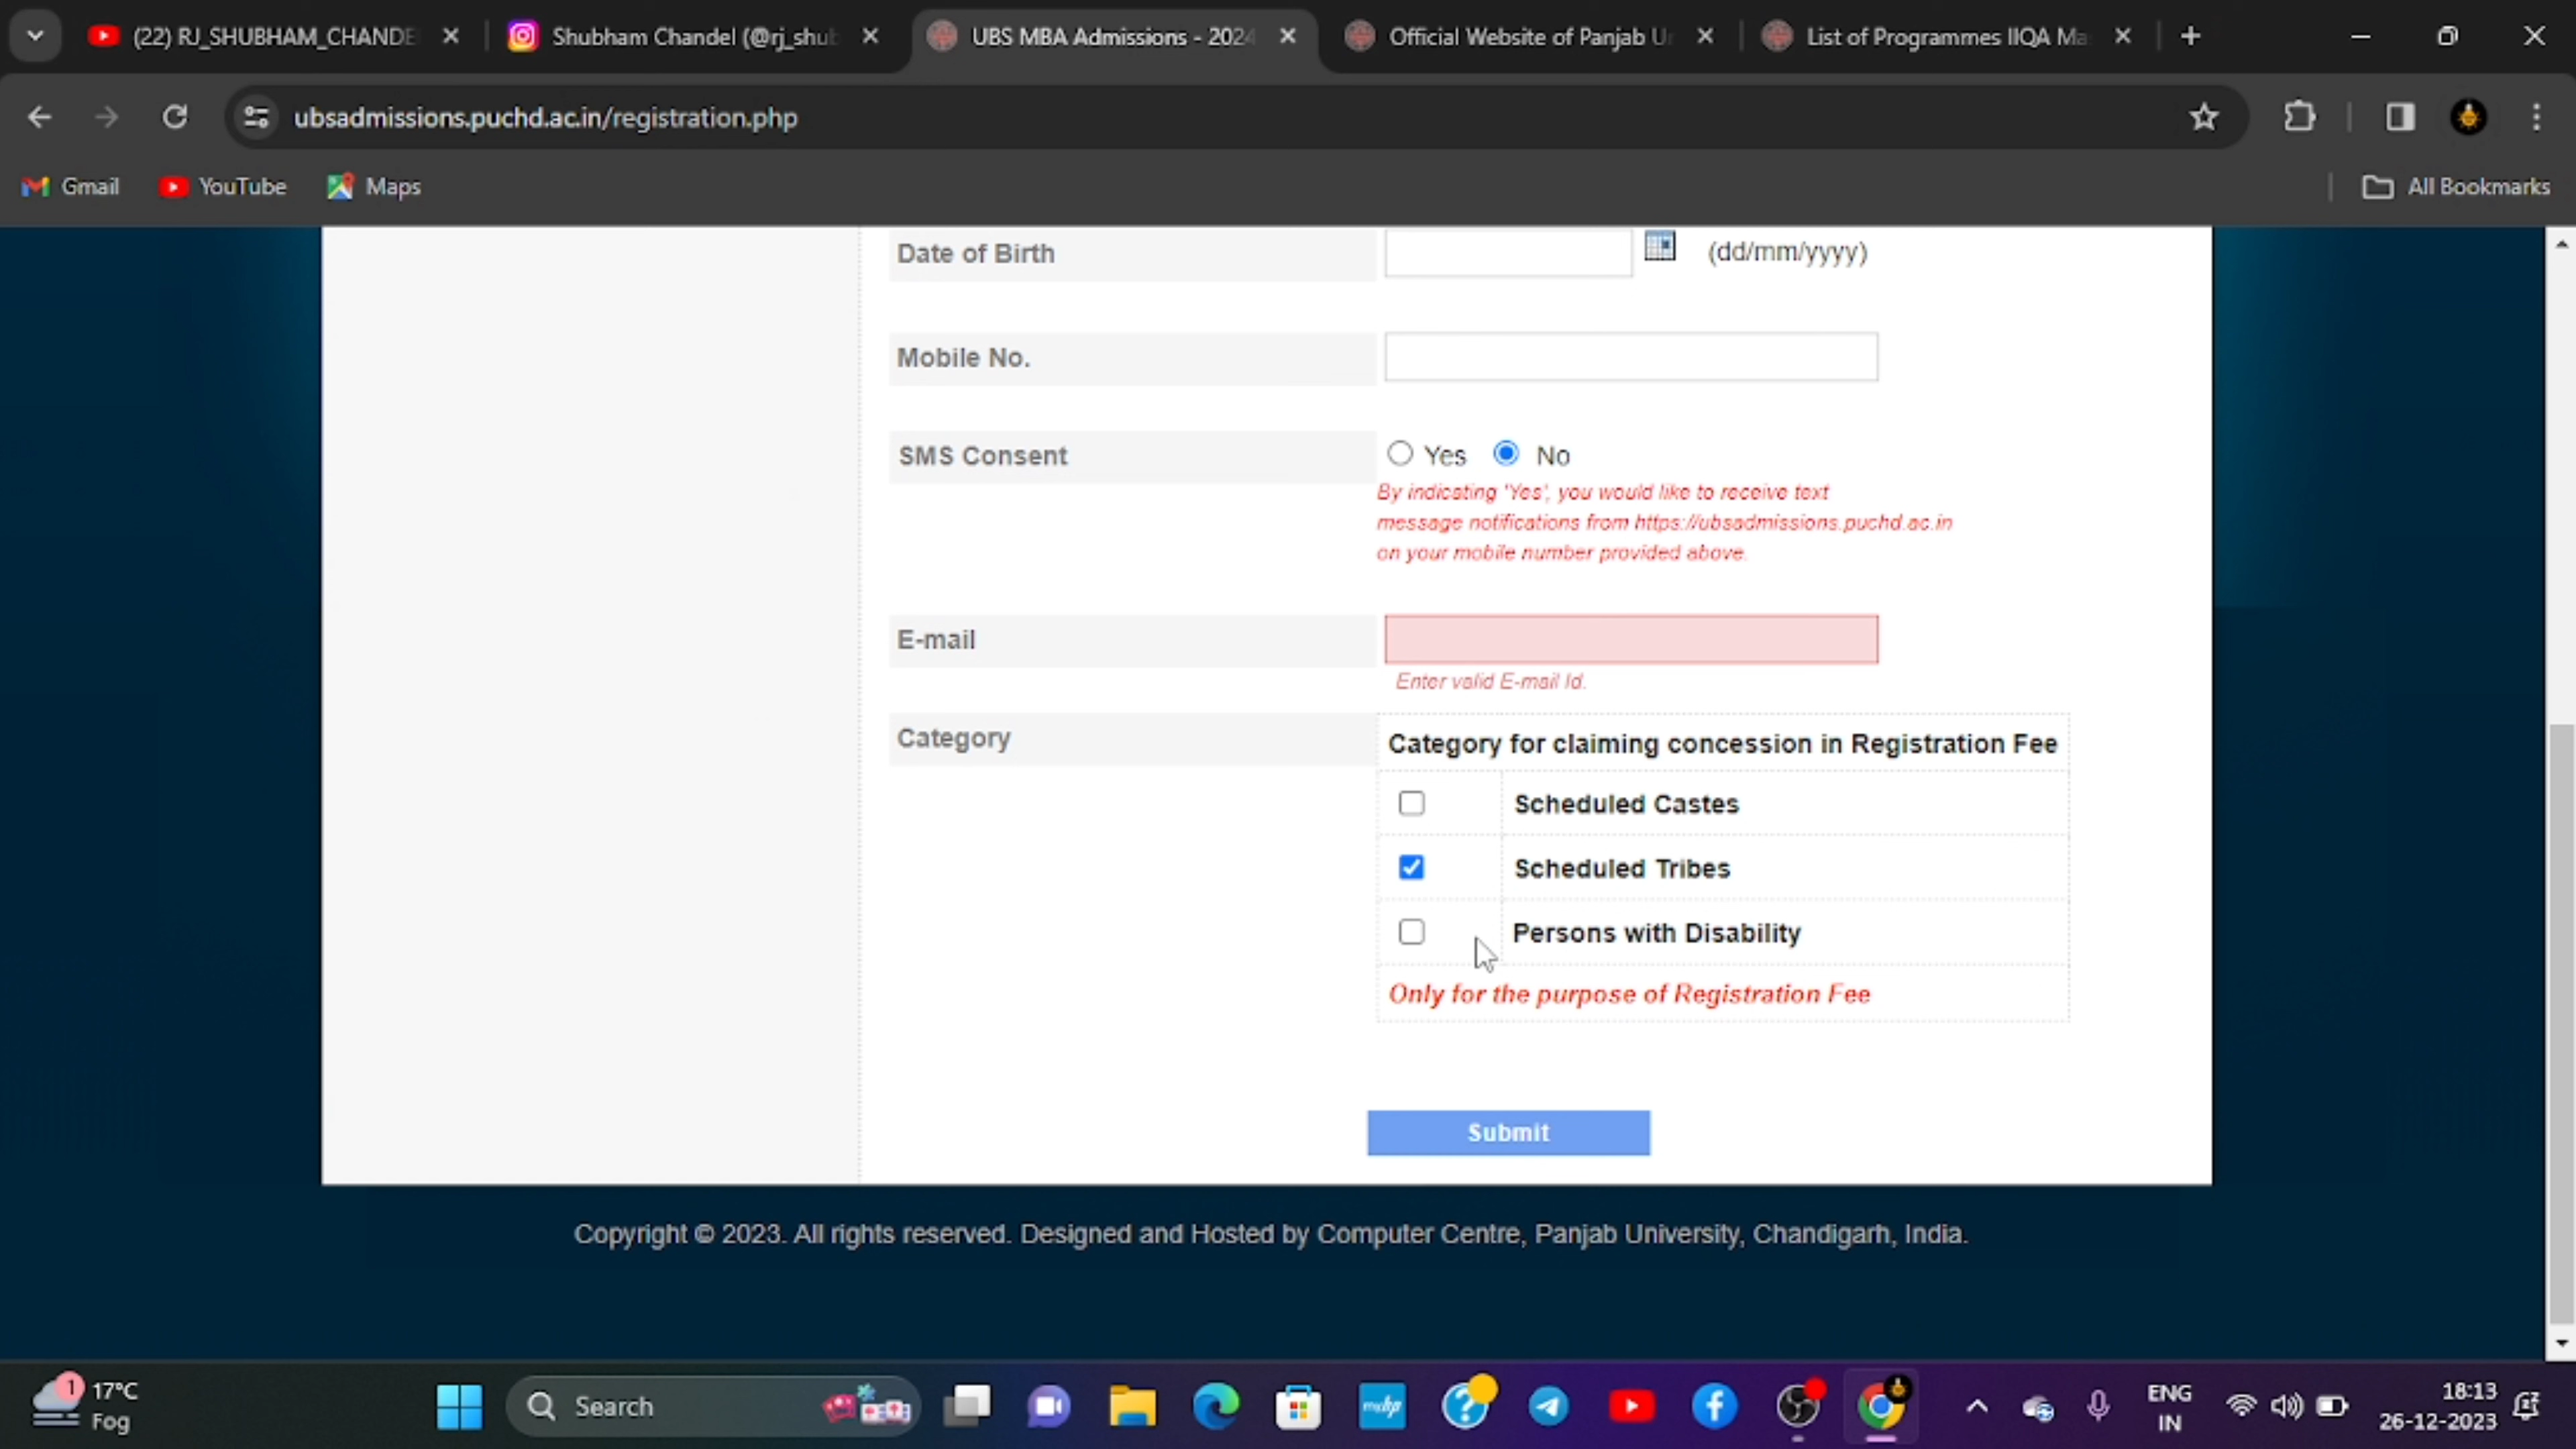 (22) RJ_SHUBHAM_CHANDE
Shubham Chandel (@rj_shub
UBS MBA Admissions - 2024
Official Website of Panjab Ur
List of Programmes IIQA Ma
ubsadmissions.puchd.ac.in/registration.php
Gmail
YouTube
Maps
All Bookmarks
Date of Birth
(dd/mm/yyyy)
Mobile No.
SMS Consent
Yes
No
By indicating 'Yes', you would like to receive text
message notifications from https://ubsadmissions.puchd.ac.in
on your mobile number provided above.
E-mail
Enter valid E-mail Id.
Category
Category for claiming concession in Registration Fee
Scheduled Castes
Scheduled Tribes
Persons with Disability
Only for the purpose of Registration Fee
Submit
Copyright © 2023. All rights reserved. Designed and Hosted by Computer Centre, Panjab University, Chandigarh, India.
1
17°C
Fog
Search
ENG
IN
18:13
26-12-2023